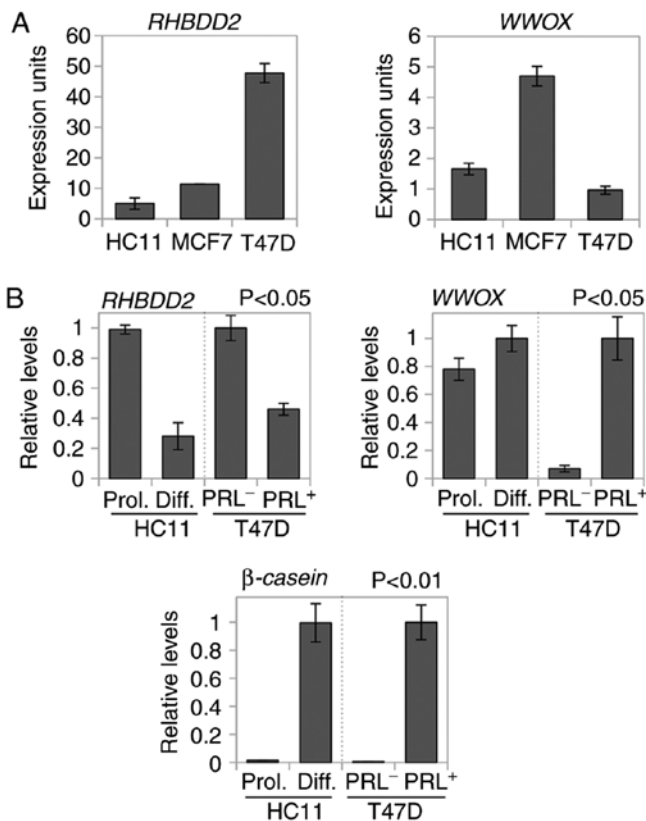 A
RHBDD2
WWOX
Expression units
60
50
40
30
20
10
0
HC11 MCF7 T47D
Expression units
6
5
4
3
2
1
0
HC11 MCF7 T47D
B
RHBDD2 P<0.05
WWOX P<0.05
Relative levels
1
0.8
0.6
0.4
0.2
0
Prol. Diff. PRL⁻ PRL⁺
HC11 T47D
Relative levels
1
0.8
0.6
0.4
0.2
0
Prol. Diff. PRL⁻ PRL⁺
HC11 T47D
β-casein P<0.01
Relative levels
1
0.8
0.6
0.4
0.2
0
Prol. Diff. PRL⁻ PRL⁺
HC11 T47D